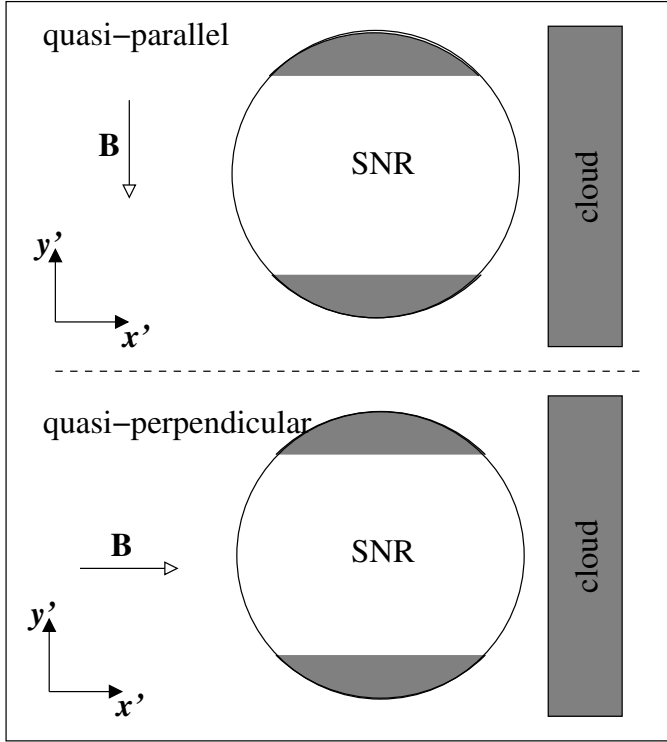 quasi−parallel
B
SNR
cloud
y’
x’
quasi−perpendicular
B
SNR
cloud
y’
x’